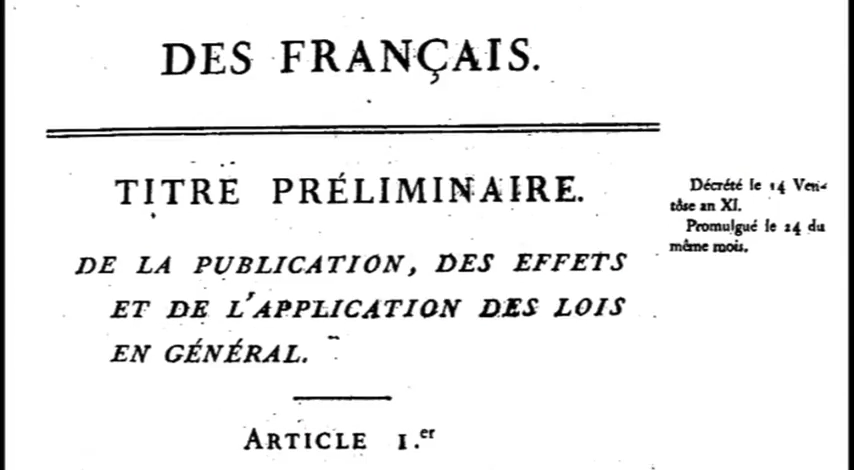 DES FRANÇAIS.
TITRE PRÉLIMINAIRE.
DE LA PUBLICATION, DES EFFETS
ET DE L'APPLICATION DES LOIS
EN GÉNÉRAL.
Décrété le 14 Ven-
tôse an XI.
Promulgué le 24 du
même mois.
ARTICLE 1.er